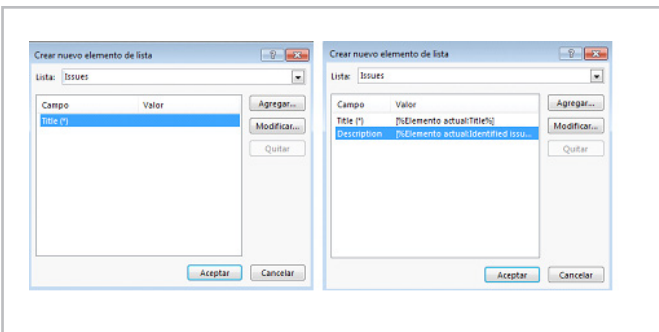 Crear nuevo elemento de lista
Lista: Issues
Campo Valor
Title (*)
Agregar...
Modificar...
Quitar
Aceptar Cancelar
Crear nuevo elemento de lista
Lista: Issues
Campo Valor
Title (*) [%Elemento actual:Title%]
Description [%Elemento actual:Identified issu...
Agregar...
Modificar...
Quitar
Aceptar Cancelar